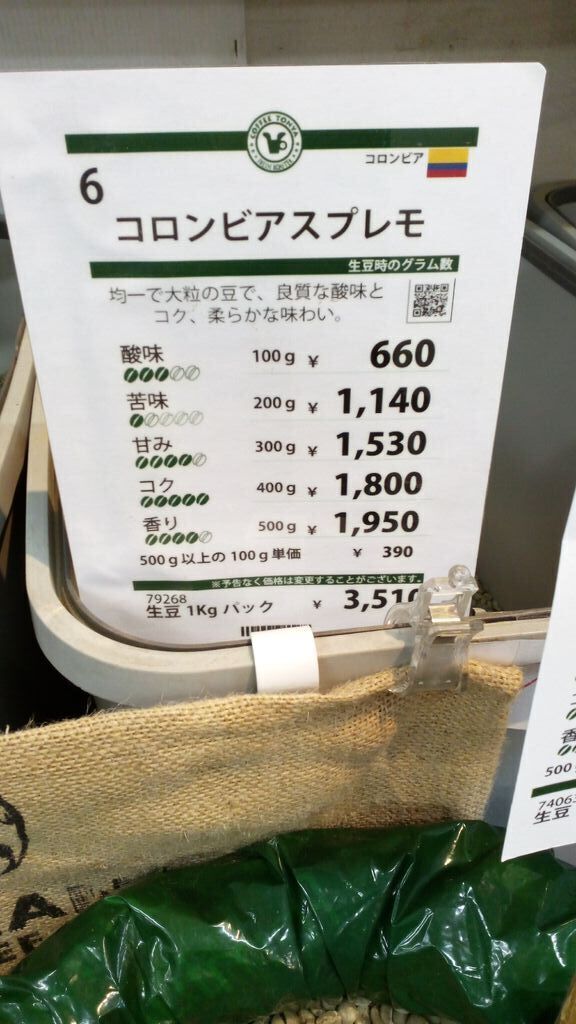 COFFEE TONYA
コロンビア
6
コロンビアスプレモ
生豆時のグラム数
均一で大粒の豆で、良質な酸味と
コク、柔らかな味わい。
酸味 100g ¥ 660
苦味 200g ¥ 1,140
甘み 300g ¥ 1,530
コク 400g ¥ 1,800
香り 500g ¥ 1,950
500g以上の100g単価 ¥ 390
※予告なく価格は変更することがございます。
79268
生豆 1Kg パック ¥ 3,510
香
500
7406
生豆